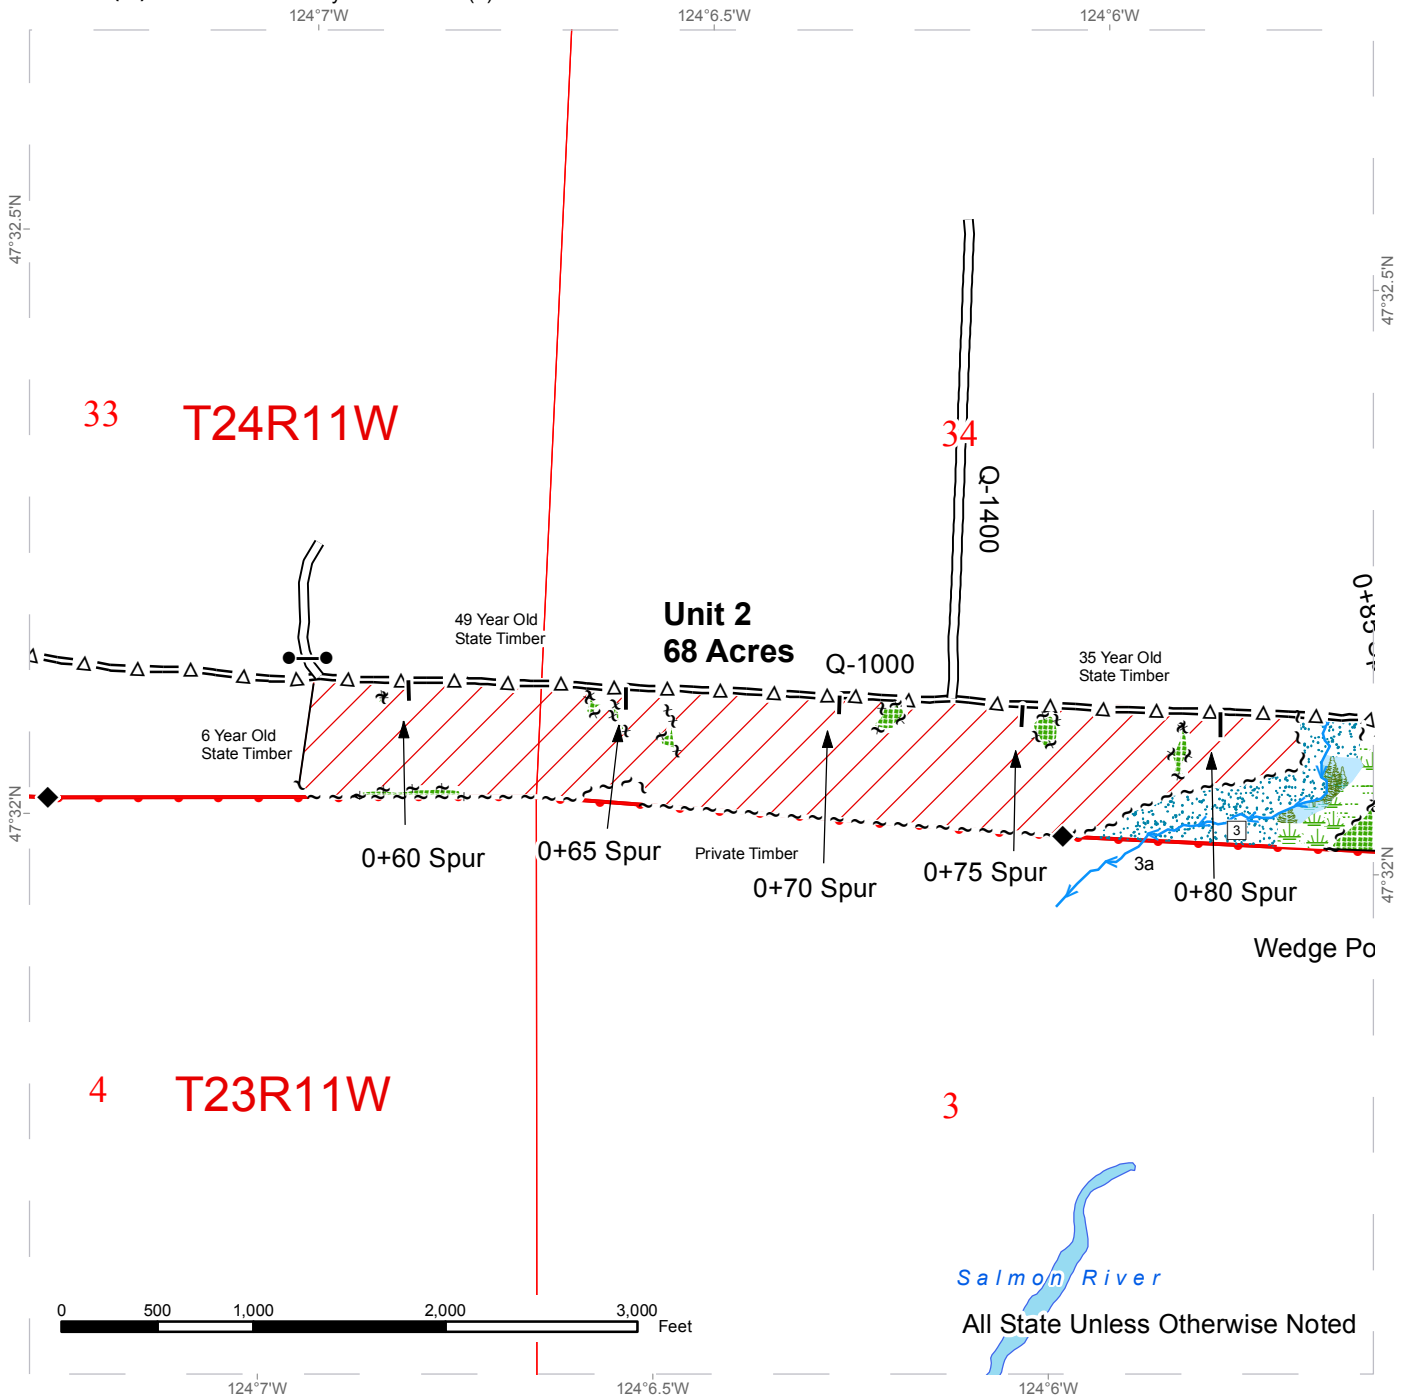 124°7'W
124°6.5'W
124°6'W
47°32.5'N
47°32.5'N
33
T24R11W
34
Q-1400
49 Year Old
State Timber
Unit 2
68 Acres
Q-1000
35 Year Old
State Timber
6 Year Old
State Timber
47°32'N
47°32'N
3
3a
0+60 Spur
0+65 Spur
Private Timber
0+70 Spur
0+75 Spur
0+80 Spur
Wedge Po
4
T23R11W
3
Salmon River
0
500
1,000
2,000
3,000
Feet
All State Unless Otherwise Noted
124°7'W
124°6.5'W
124°6'W